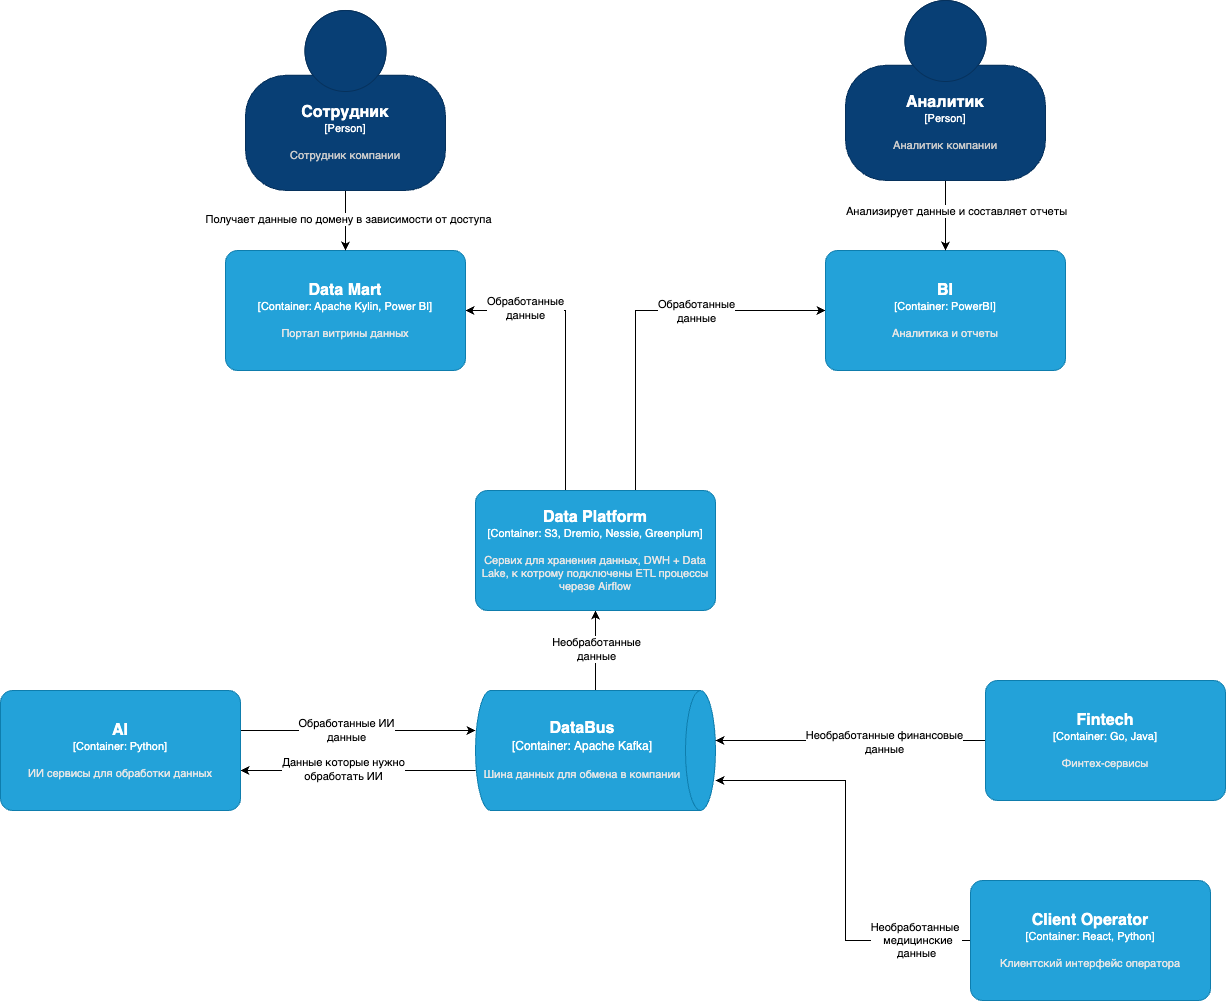 Сотрудник
[Person]
Сотрудник компании
Аналитик
[Person]
Аналитик компании
Получает данные по домену в зависимости от доступа
Анализирует данные и составляет отчеты
Data Mart
[Container: Apache Kylin, Power BI]
Портал витрины данных
Обработанные
данные
Обработанные
данные
BI
[Container: PowerBI]
Аналитика и отчеты
Data Platform
[Container: S3, Dremio, Nessie, Greenplum]
Сервих для хранения данных, DWH + Data
Lake, к котрому подключены ETL процессы
черезе Airflow
Необработанные
данные
AI
[Container: Python]
ИИ сервисы для обработки данных
Обработанные ИИ
данные
Данные которые нужно
обработать ИИ
DataBus
[Container: Apache Kafka]
Шина данных для обмена в компании
Необработанные финансовые
данные
Fintech
[Container: Go, Java]
Финтех-сервисы
Необработанные
медицинские
данные
Client Operator
[Container: React, Python]
Клиентский интерфейс оператора